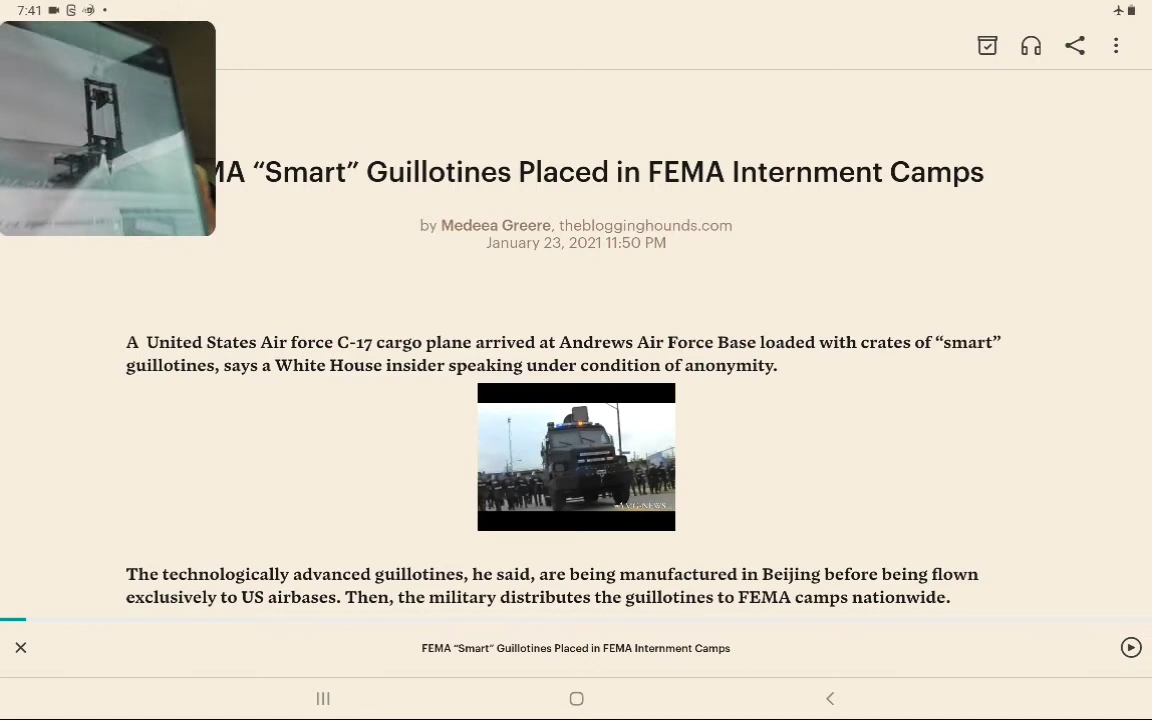 7:41
MA “Smart” Guillotines Placed in FEMA Internment Camps
by Medeea Greere, theblogginghounds.com
January 23, 2021 11:50 PM
A United States Air force C-17 cargo plane arrived at Andrews Air Force Base loaded with crates of “smart”
guillotines, says a White House insider speaking under condition of anonymity.
The technologically advanced guillotines, he said, are being manufactured in Beijing before being flown
exclusively to US airbases. Then, the military distributes the guillotines to FEMA camps nationwide.
FEMA “Smart” Guillotines Placed in FEMA Internment Camps